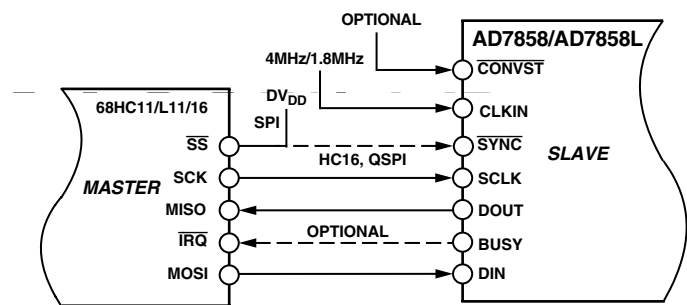 OPTIONAL
AD7858/AD7858L
4MHz/1.8MHz
CONVST
DVDD
68HC11/L11/16
CLKIN
SPI
SS
SYNC
HC16, QSPI
SLAVE
MASTER
SCK
SCLK
MISO
DOUT
OPTIONAL
IRQ
BUSY
MOSI
DIN